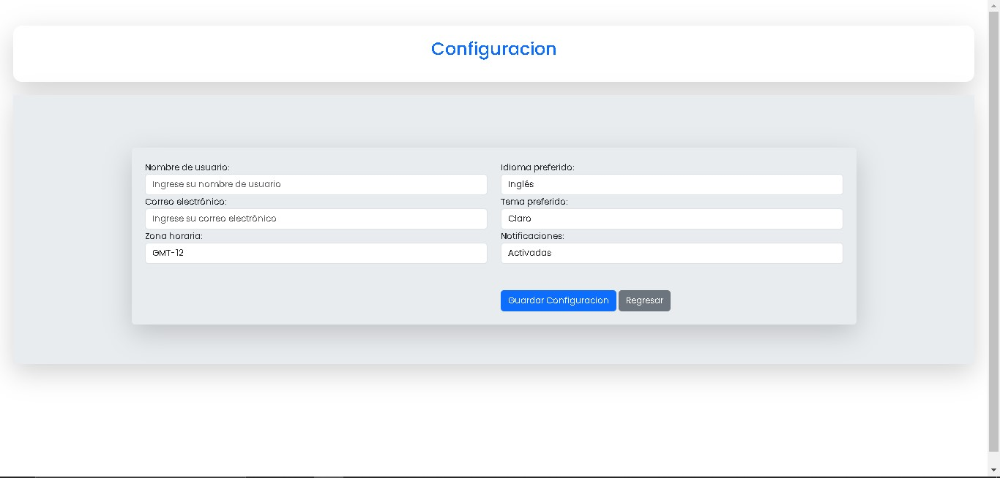 Configuracion
Nombre de usuario:
Ingrese su nombre de usuario
Idioma preferido:
Inglés
Correo electrónico:
Ingrese su correo electrónico
Tema preferido:
Claro
Zona horaria:
GMT-12
Notificaciones:
Activadas
Guardar Configuracion
Regresar